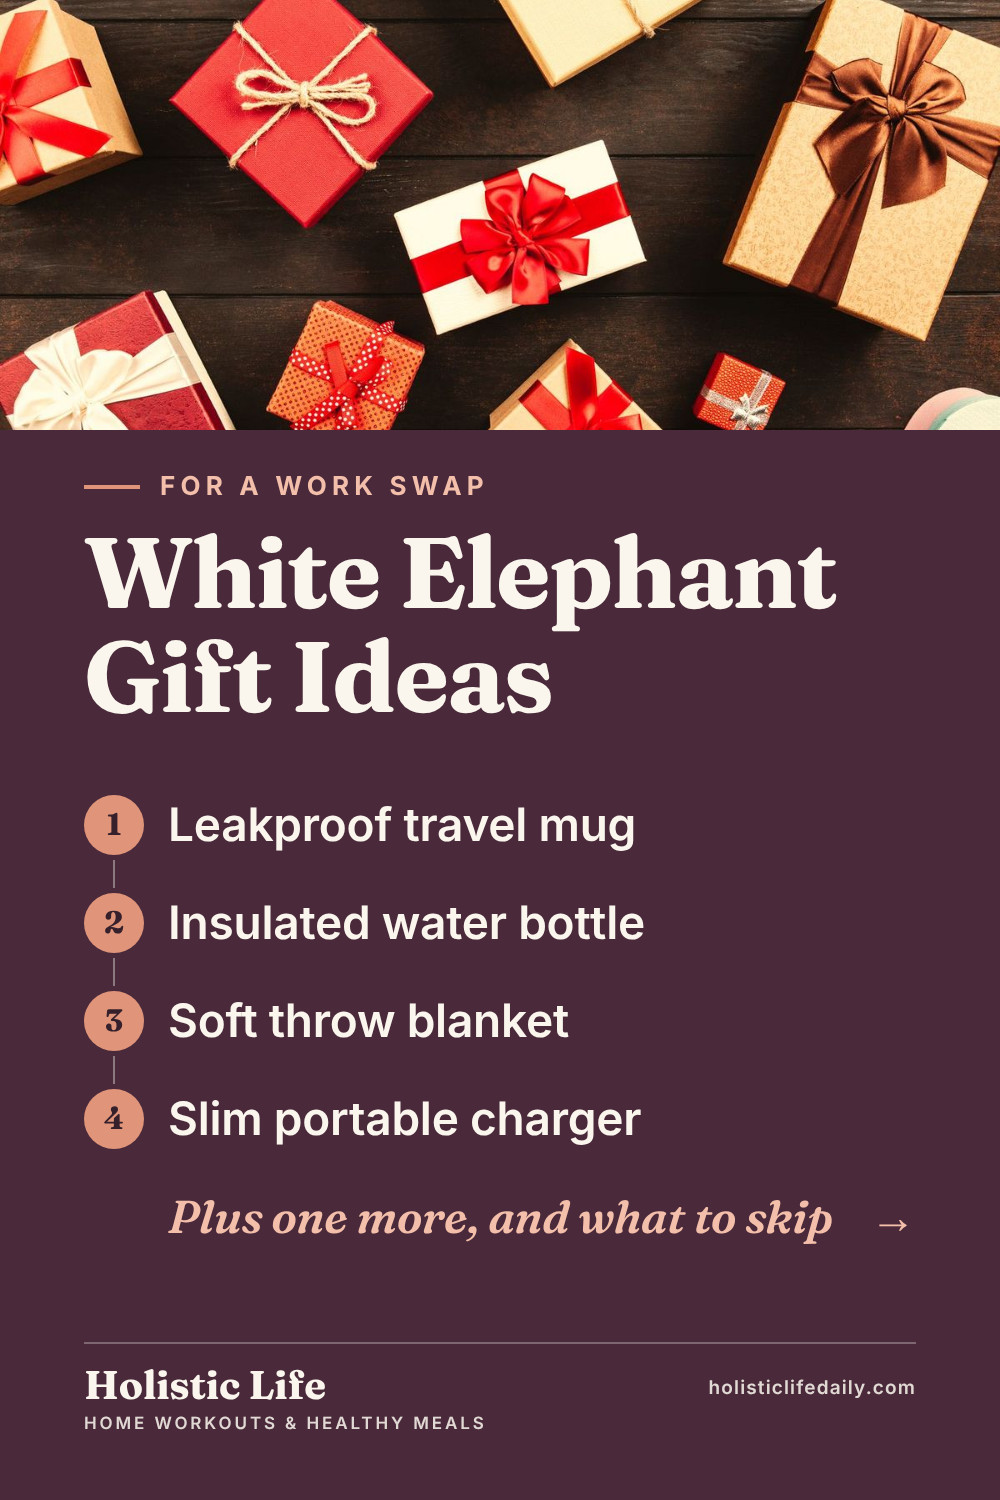 FOR A WORK SWAP
White Elephant
Gift Ideas
1 Leakproof travel mug
2 Insulated water bottle
3 Soft throw blanket
4 Slim portable charger
Plus one more, and what to skip →
Holistic Life
HOME WORKOUTS & HEALTHY MEALS
holisticlifedaily.com